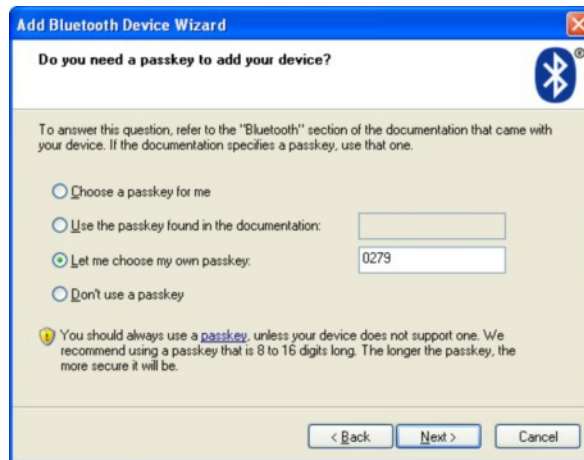 Add Bluetooth Device Wizard
Do you need a passkey to add your device?
®
To answer this question, refer to the "Bluetooth" section of the documentation that came with
your device. If the documentation specifies a passkey, use that one.
Choose a passkey for me
Use the passkey found in the documentation:
Let me choose my own passkey: 0279
Don't use a passkey
You should always use a passkey, unless your device does not support one. We
recommend using a passkey that is 8 to 16 digits long. The longer the passkey, the
more secure it will be.
< Back Next > Cancel